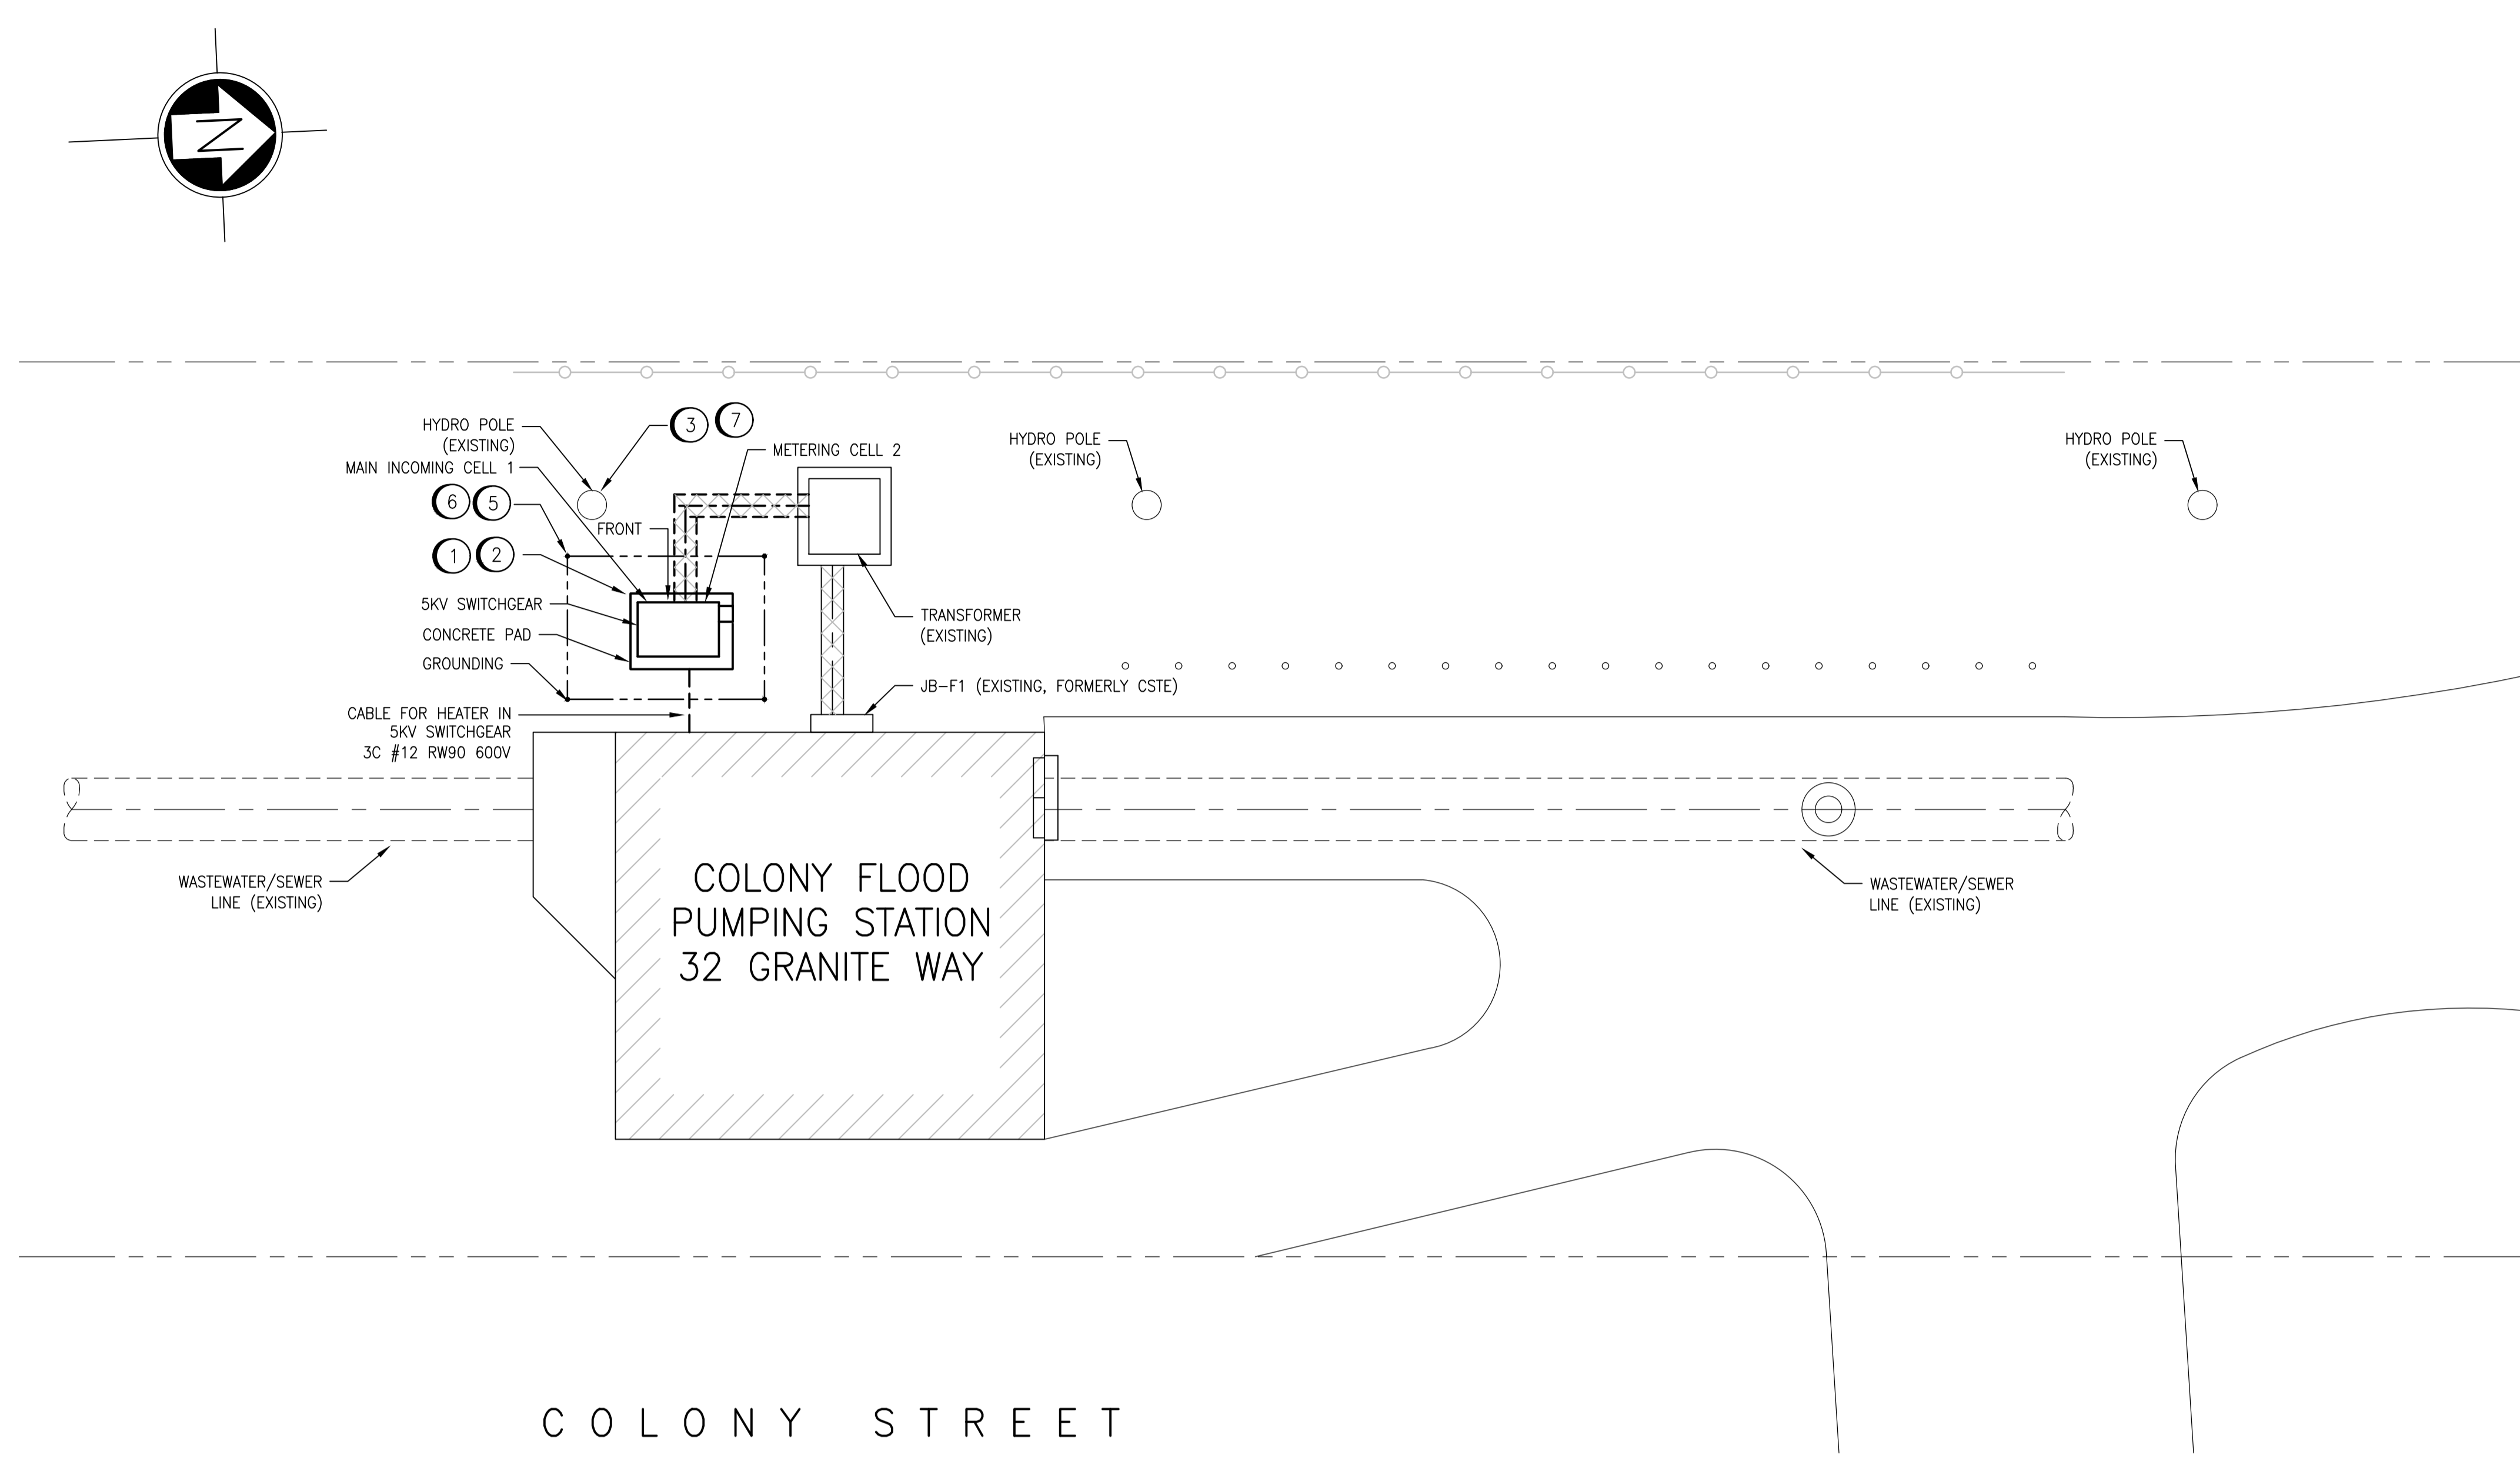 N
HYDRO POLE
(EXISTING)
3
7
METERING CELL 2
MAIN INCOMING CELL 1
6
5
FRONT
1
2
5KV SWITCHGEAR
CONCRETE PAD
GROUNDING
CABLE FOR HEATER IN
5KV SWITCHGEAR
3C #12 RW90 600V
TRANSFORMER
(EXISTING)
JB-F1 (EXISTING, FORMERLY CSTE)
HYDRO POLE
(EXISTING)
HYDRO POLE
(EXISTING)
WASTEWATER/SEWER
LINE (EXISTING)
COLONY FLOOD
PUMPING STATION
32 GRANITE WAY
WASTEWATER/SEWER
LINE (EXISTING)
COLONY STREET